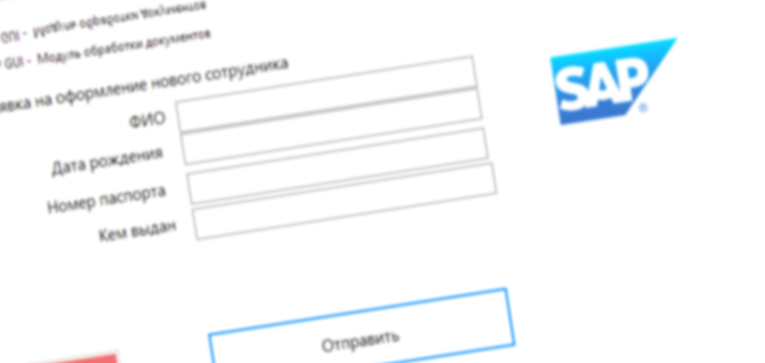 GUI - Модуль обработки документов
GUI - Модуль обработки документов
явка на оформление нового сотрудника
SAP ®
ФИО
Дата рождения
Номер паспорта
Кем выдан
Отправить